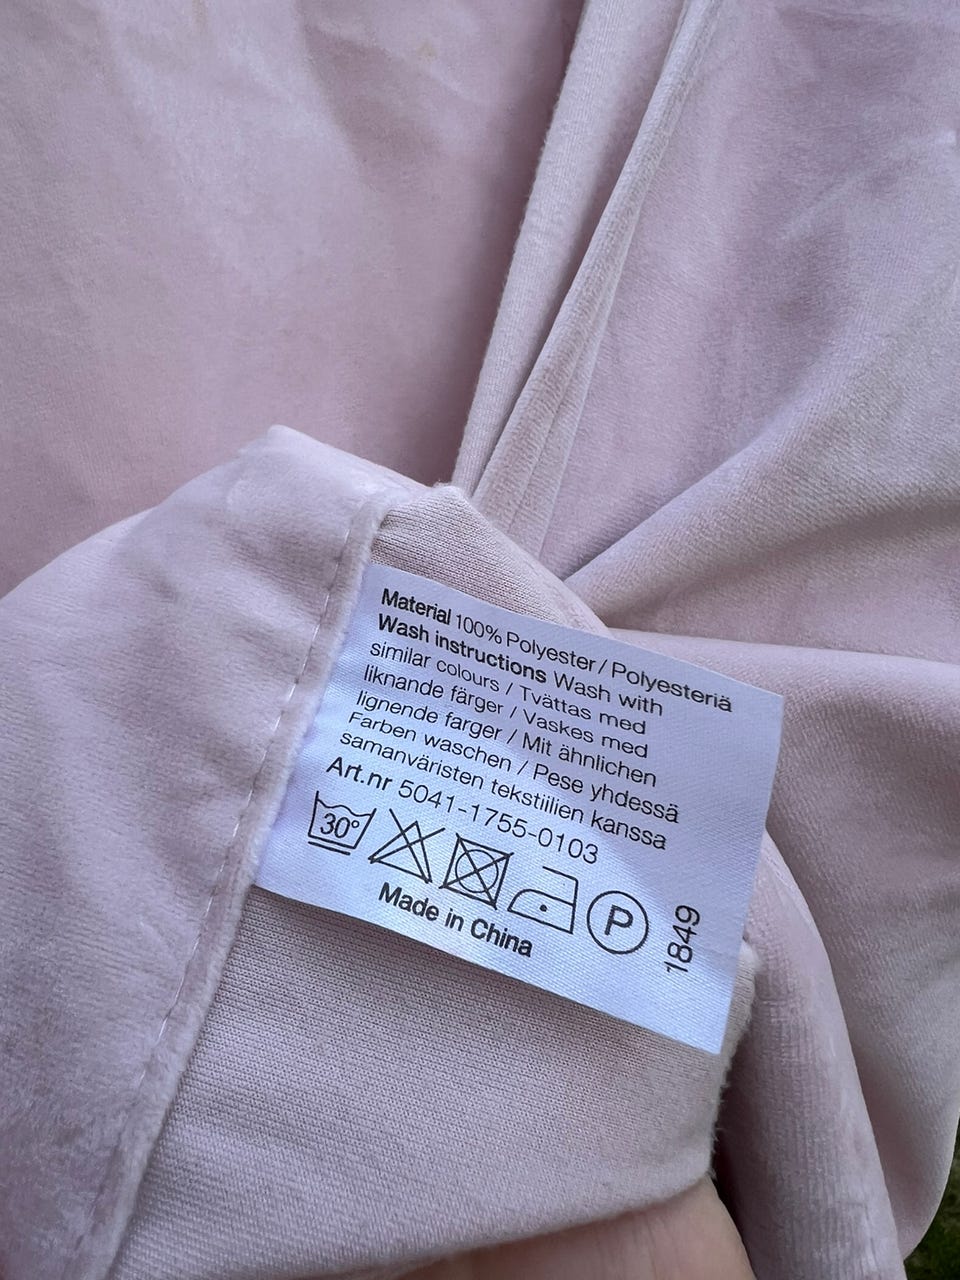 Material 100% Polyester / Polyesteriä
Wash instructions Wash with
similar colours / Tvättas med
liknande färger / Vaskes med
lignende farger / Mit ähnlichen
Farben waschen / Pese yhdessä
samanväristen tekstiilien kanssa
Art.nr 5041-1755-0103
30°
P
1849
Made in China